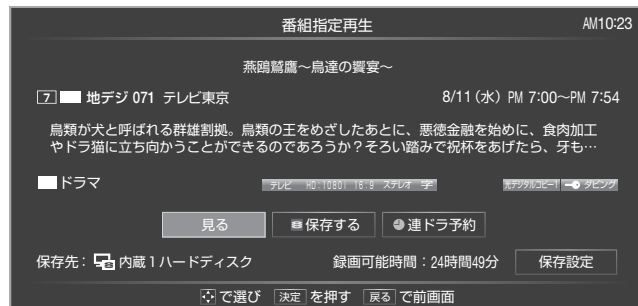 番組指定再生
AM10:23
燕鴎鷲鷹〜鳥達の饗宴〜
7 地デジ 071 テレビ東京 8/11(水) PM 7:00〜PM 7:54
鳥類が犬と呼ばれる群雄割拠。鳥類の王をめざしたあとに、悪徳金融を始めに、食肉加工
やドラ猫に立ち向かうことができるのであろうか？そろい踏みで祝杯をあげたら、牙も…
ドラマ テレビ HD:1080i 16:9 ステレオ 字 光デジタルコピー1 ダビング
見る 保存する 連ドラ予約
保存先： 内蔵1ハードディスク 録画可能時間：24時間49分 保存設定
で選び 決定 を押す 戻る で前画面